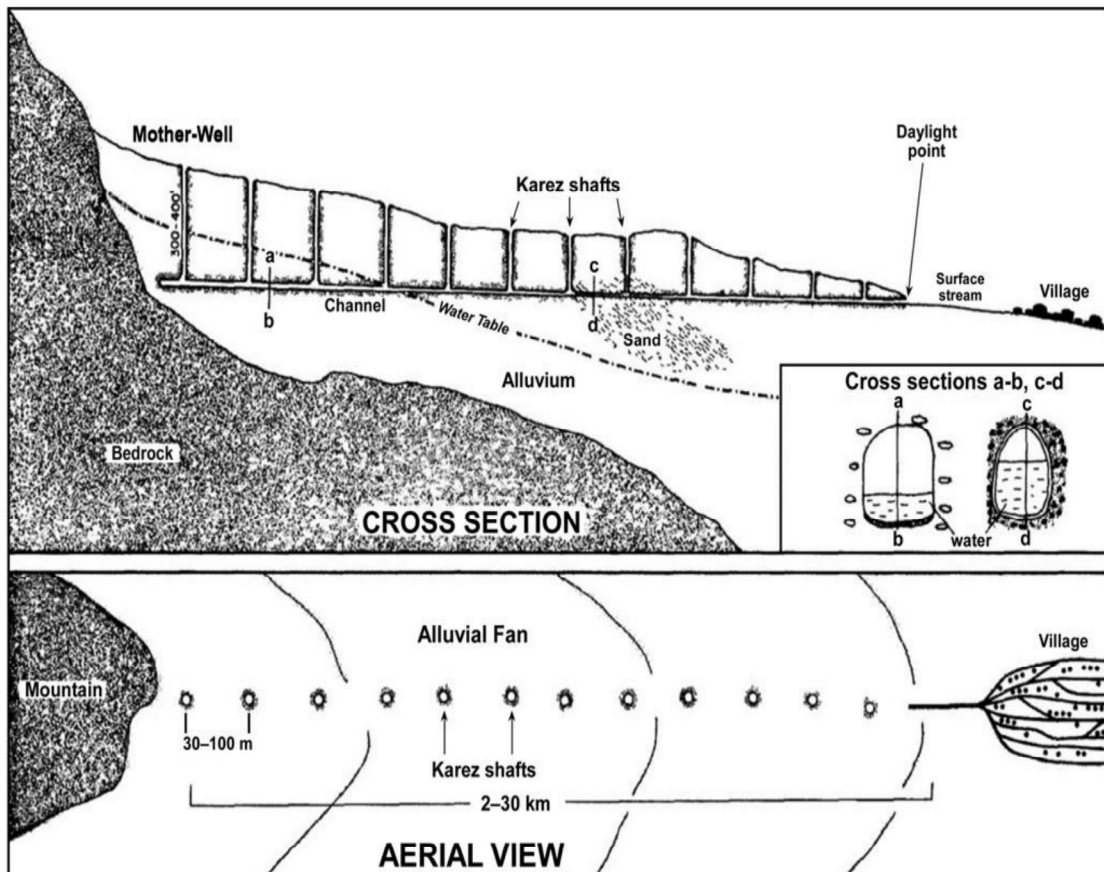 Mother-Well
Karez shafts
Daylight
point
300-400'
a
b
Channel
Water Table
c
d
Sand
Surface
stream
Village
Alluvium
Bedrock
CROSS SECTION
Cross sections a-b, c-d
a
c
b
water
d
Alluvial Fan
Village
Mountain
30–100 m
Karez shafts
2–30 km
AERIAL VIEW